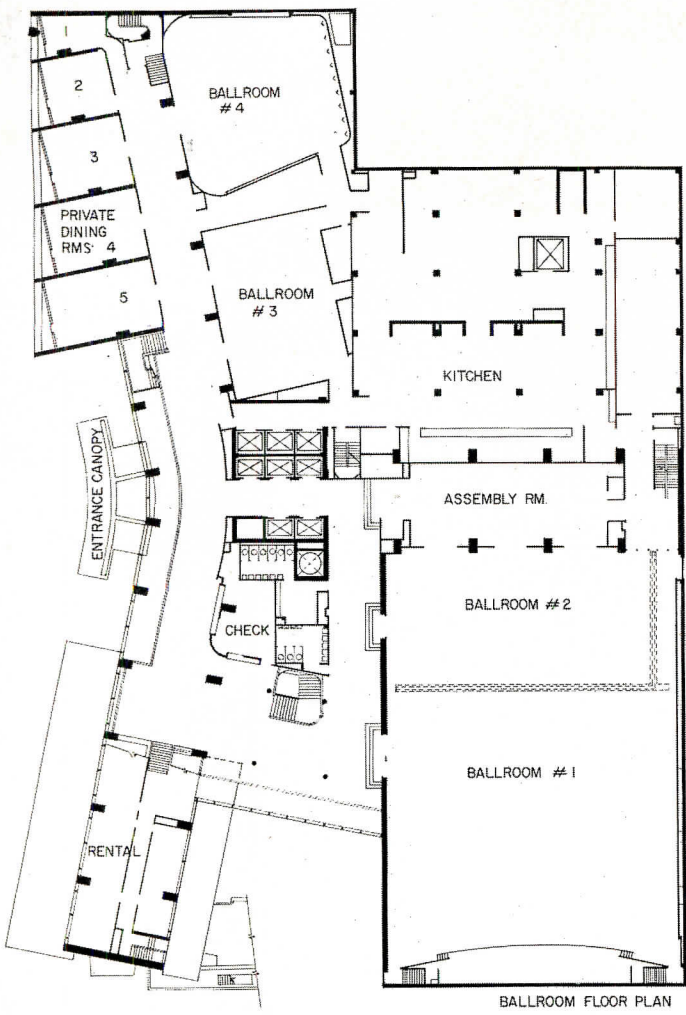 1
2
3
PRIVATE
DINING
RMS. 4
5
BALLROOM
# 4
BALLROOM
# 3
KITCHEN
ENTRANCE CANOPY
ASSEMBLY RM.
BALLROOM # 2
CHECK
BALLROOM # 1
RENTAL
BALLROOM FLOOR PLAN